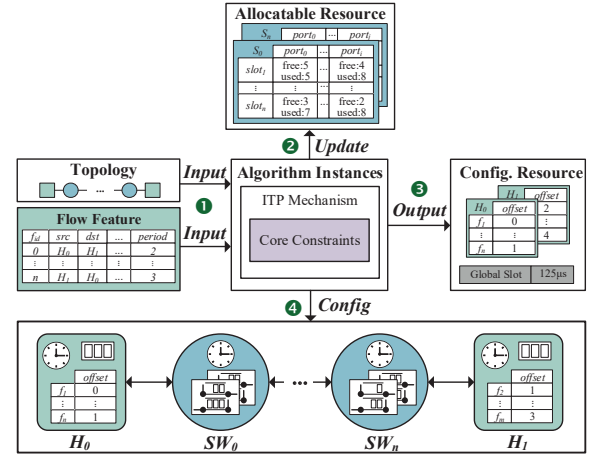 Allocatable Resource
Sn port0 ... porti
S0 port0 ... porti
slot1 free:5 used:5 ... free:4 used:8
⋮ ⋮ ... ⋮
slotn free:3 used:7 ... free:2 used:8
❷ Update
Topology
...
Input
❶
Flow Feature
fid src dst ... period
0 H0 H1 ... 2
⋮ ⋮ ⋮ ⋮ ⋮
n H1 H0 ... 3
Input
Algorithm Instances
ITP Mechanism
Core Constraints
❸
Output
Config. Resource
H1 offset
2
⋮
4
H0 offset
f1 0
⋮ ⋮
fn 1
Global Slot 125μs
❹ Config
offset
f1 0
⋮ ⋮
fn 1
...
offset
f2 1
⋮ ⋮
fm 3
H0 SW0 SWn H1